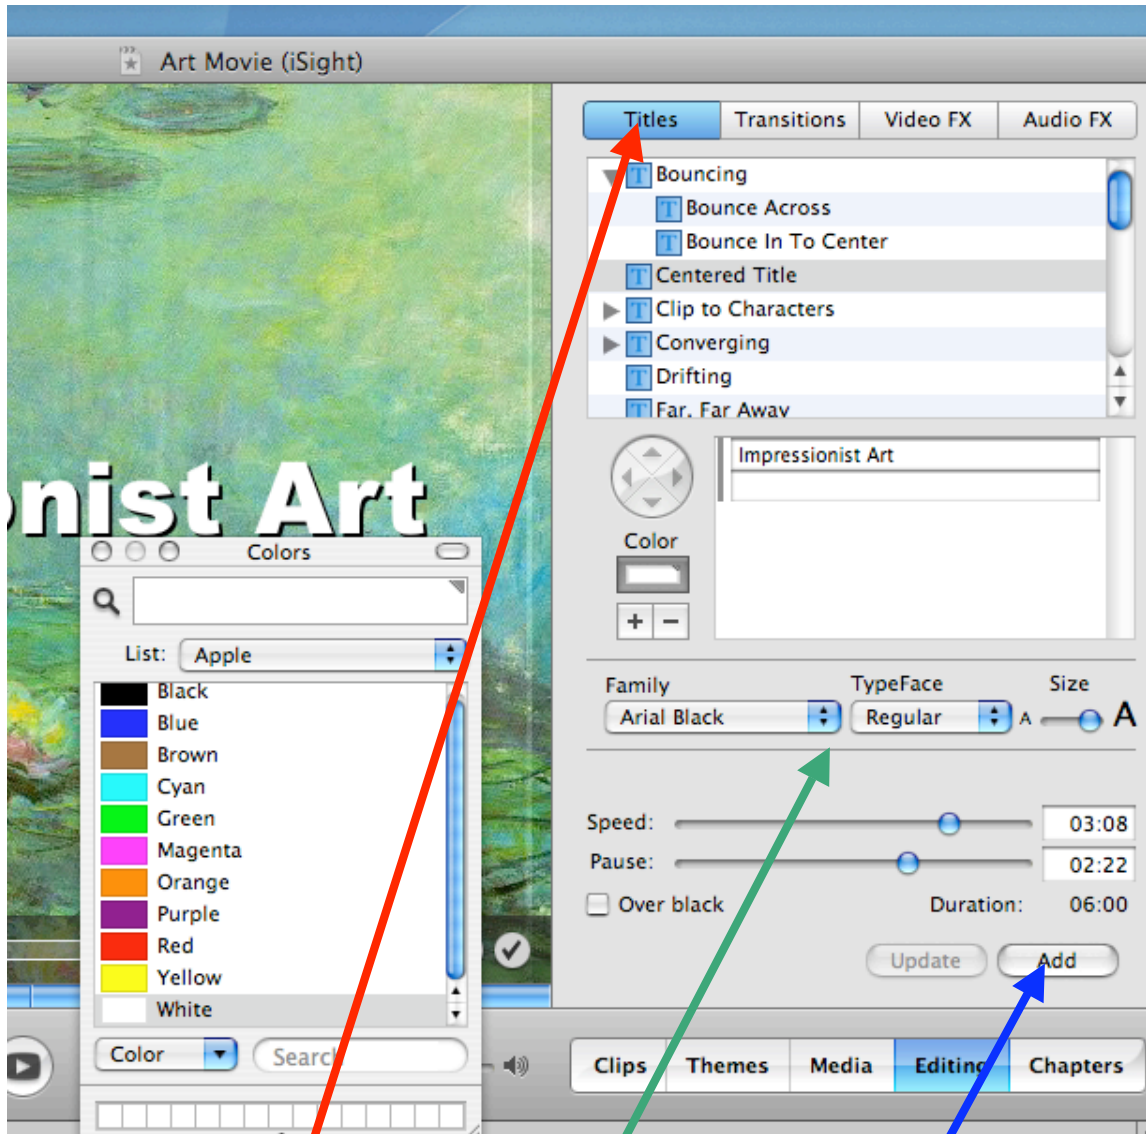 Art Movie (iSight)
Titles Transitions Video FX Audio FX
Bouncing
Bounce Across
Bounce In To Center
Centered Title
Clip to Characters
Converging
Drifting
Far, Far Away
Impressionist Art
onist Art
Color
+ −
Colors
List: Apple
Black
Blue
Brown
Cyan
Green
Magenta
Orange
Purple
Red
Yellow
White
Color Search
Family TypeFace Size
Arial Black Regular A A
Speed: 03:08
Pause: 02:22
Over black Duration: 06:00
Update Add
Clips Themes Media Editing Chapters